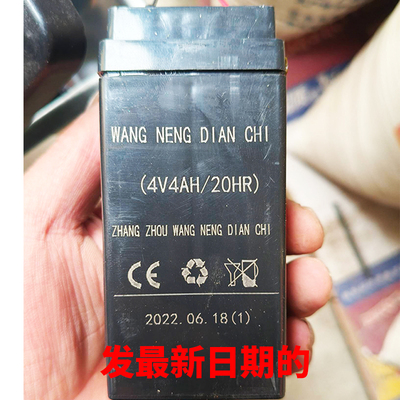 WANG NENG DIAN CHI
(4V4AH/20HR)
ZHANG ZHOU WANG NENG DIAN CHI
CE
2022.06.18(1)
发最新日期的